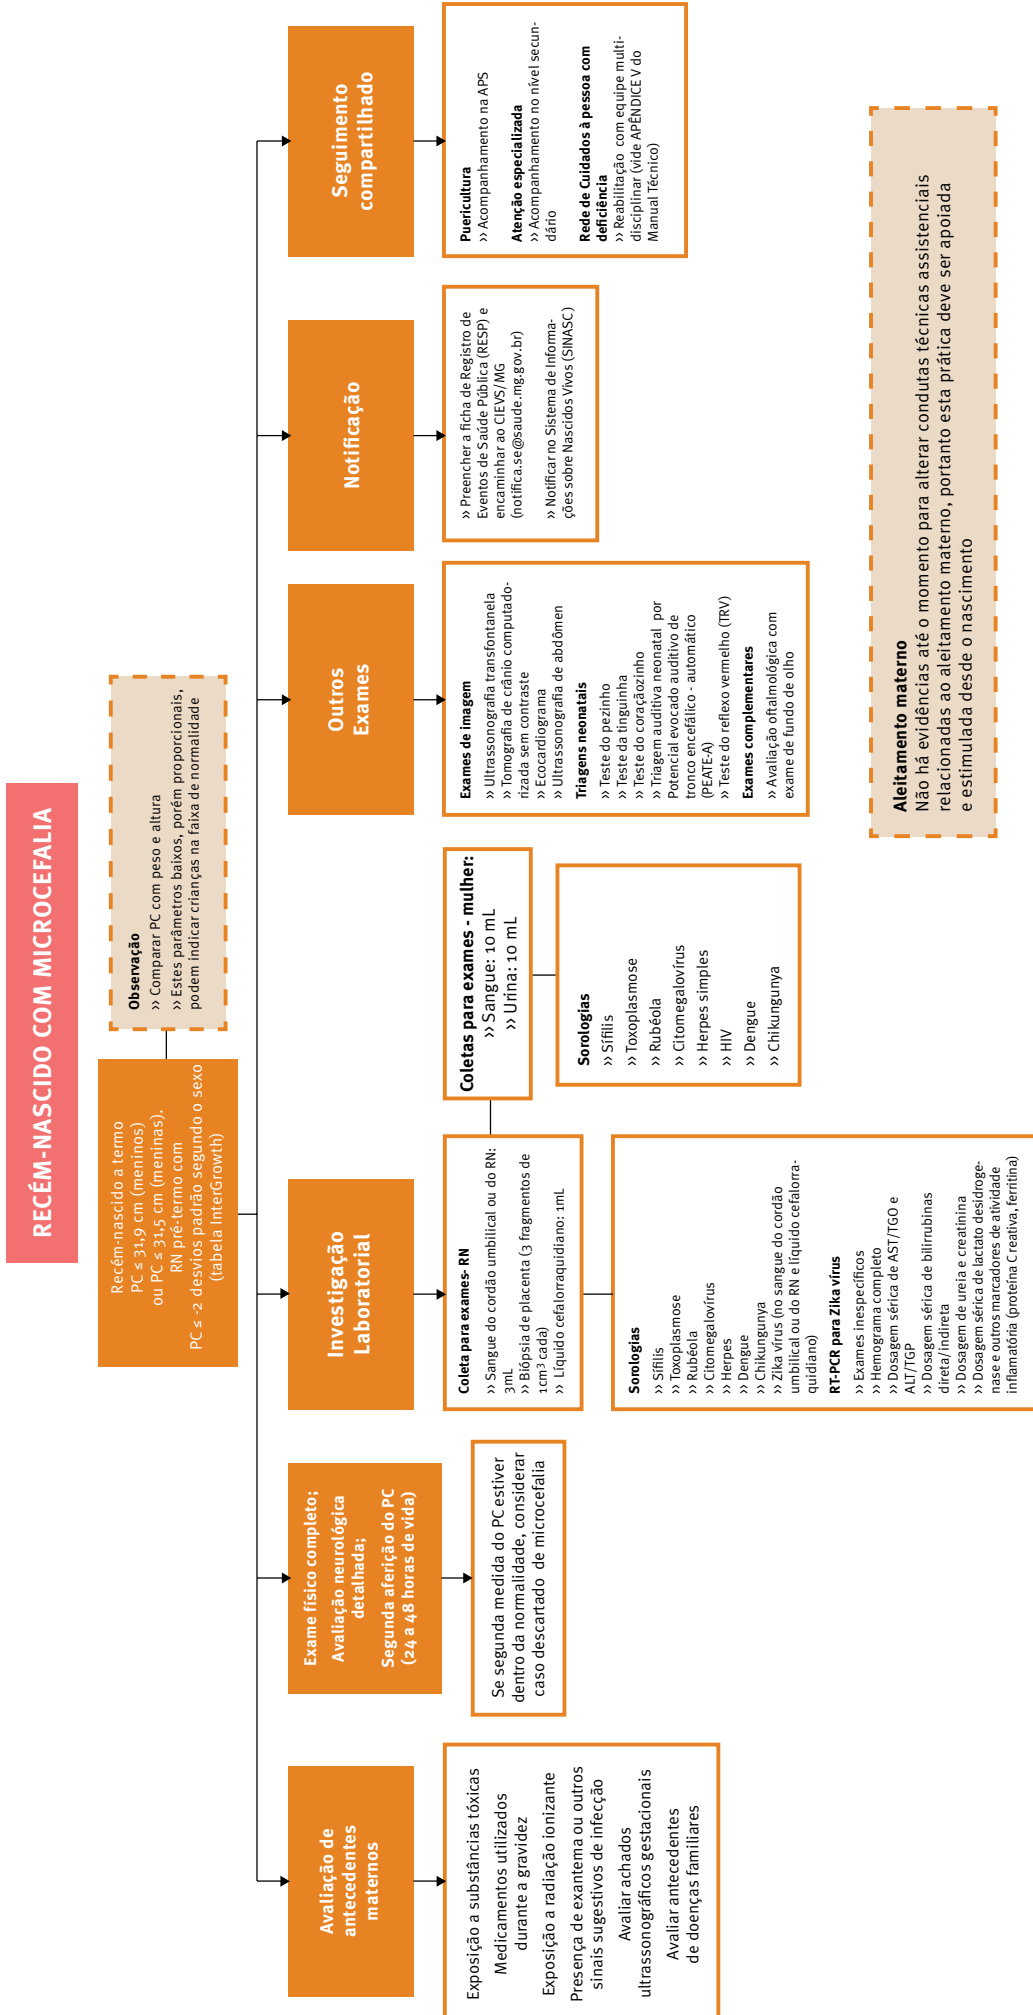 RECÉM-NASCIDO COM MICROCEFALIA
Recém-nascido a termo
PC ≤ 31,9 cm (meninos)
ou PC ≤ 31,5 cm (meninas).
RN pré-termo com
PC ≤ -2 desvios padrão segundo o sexo
(tabela InterGrowth)
Observação
›› Comparar PC com peso e altura
›› Estes parâmetros baixos, porém proporcionais,
podem indicar crianças na faixa de normalidade
Avaliação de
antecedentes
maternos
Exposição a substâncias tóxicas
Medicamentos utilizados
durante a gravidez
Exposição a radiação ionizante
Presença de exantema ou outros
sinais sugestivos de infecção
Avaliar achados
ultrassonográficos gestacionais
Avaliar antecedentes
de doenças familiares
Exame físico completo;
Avaliação neurológica
detalhada;
Segunda aferição do PC
(24 a 48 horas de vida)
Se segunda medida do PC estiver
dentro da normalidade, considerar
caso descartado de microcefalia
Investigação
Laboratorial
Coleta para exames- RN
›› Sangue do cordão umbilical ou do RN:
3mL
›› Biópsia de placenta (3 fragmentos de
1cm³ cada)
›› Líquido cefalorraquidiano: 1mL
Sorologias
›› Sífilis
›› Toxoplasmose
›› Rubéola
›› Citomegalovírus
›› Herpes
›› Dengue
›› Chikungunya
›› Zika vírus (no sangue do cordão
umbilical ou do RN e líquido cefalorra-
quidiano)
RT-PCR para Zika vírus
›› Exames inespecíficos
›› Hemograma completo
›› Dosagem sérica de AST/TGO e
ALT/TGP
›› Dosagem sérica de bilirrubinas
direta/indireta
›› Dosagem de ureia e creatinina
›› Dosagem sérica de lactato desidroge-
nase e outros marcadores de atividade
inflamatória (proteína C reativa, ferritina)
Coletas para exames - mulher:
›› Sangue: 10 mL
›› Urina: 10 mL
Sorologias
›› Sífilis
›› Toxoplasmose
›› Rubéola
›› Citomegalovírus
›› Herpes simples
›› HIV
›› Dengue
›› Chikungunya
Outros
Exames
Exames de imagem
›› Ultrassonografia transfontanela
›› Tomografia de crânio computado-
rizada sem contraste
›› Ecocardiograma
›› Ultrassonografia de abdômen
Triagens neonatais
›› Teste do pezinho
›› Teste da tinguinha
›› Teste do coraçãozinho
›› Triagem auditiva neonatal por
Potencial evocado auditivo de
tronco encefálico - automático
(PEATE-A)
›› Teste do reflexo vermelho (TRV)
Exames complementares
›› Avaliação oftalmológica com
exame de fundo de olho
Notificação
›› Preencher a ficha de Registro de
Eventos de Saúde Pública (RESP) e
encaminhar ao CIEVS/MG
(notifica.se@saude.mg.gov.br)
›› Notificar no Sistema de Informa-
ções sobre Nascidos Vivos (SINASC)
Seguimento
compartilhado
Puericultura
›› Acompanhamento na APS
Atenção especializada
›› Acompanhamento no nível secun-
dário
Rede de Cuidados à pessoa com
deficiência
›› Reabilitação com equipe multi-
disciplinar (vide APÊNDICE V do
Manual Técnico)
Aleitamento materno
Não há evidências até o momento para alterar condutas técnicas assistenciais
relacionadas ao aleitamento materno, portanto esta prática deve ser apoiada
e estimulada desde o nascimento